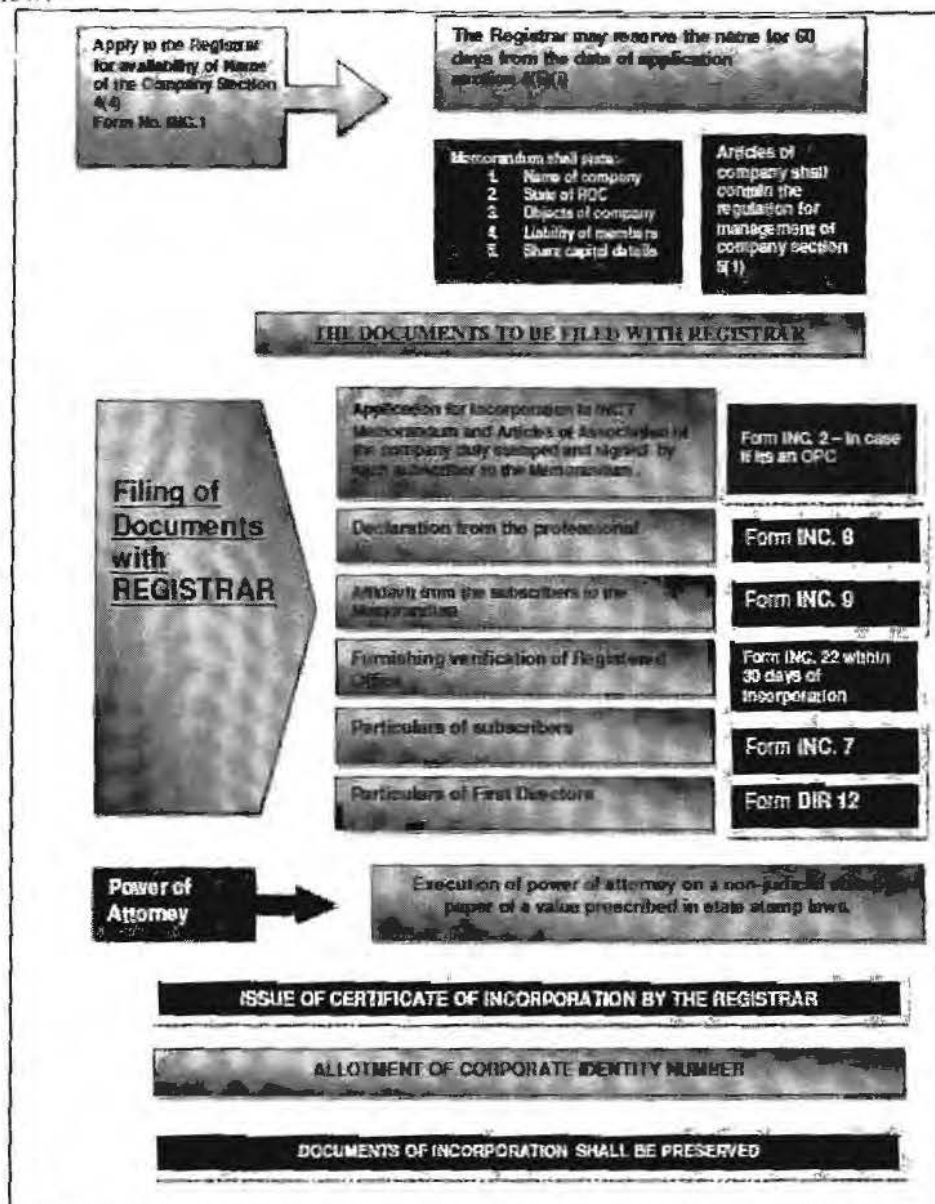 Apply to the Registrar
for availability of Name
of the Company Section
4(4)
Form No. INC.1
The Registrar may reserve the name for 60
days from the date of application
section 4(5)(i)
Memorandum shall state:
1. Name of company
2. State of ROC
3. Objects of company
4. Liability of members
5. Share capital details
Articles of
company shall
contain the
regulation for
management of
company section
5(1)
THE DOCUMENTS TO BE FILED WITH REGISTRAR
Filing of
Documents
with
REGISTRAR
Application for Incorporation in INC 7
Memorandum and Articles of Association of
the company duly stamped and signed by
each subscriber to the Memorandum.
Form INC. 2 – In case
if its an OPC
Declaration from the professional
Form INC. 8
Affidavit from the subscribers to the
Memorandum
Form INC. 9
Furnishing verification of Registered
Office
Form INC. 22 within
30 days of
incorporation
Particulars of subscribers
Form INC. 7
Particulars of First Directors
Form DIR 12
Power of
Attorney
Execution of power of attorney on a non-judicial
paper of a value prescribed in state stamp laws.
ISSUE OF CERTIFICATE OF INCORPORATION BY THE REGISTRAR
ALLOTMENT OF CORPORATE IDENTITY NUMBER
DOCUMENTS OF INCORPORATION SHALL BE PRESERVED